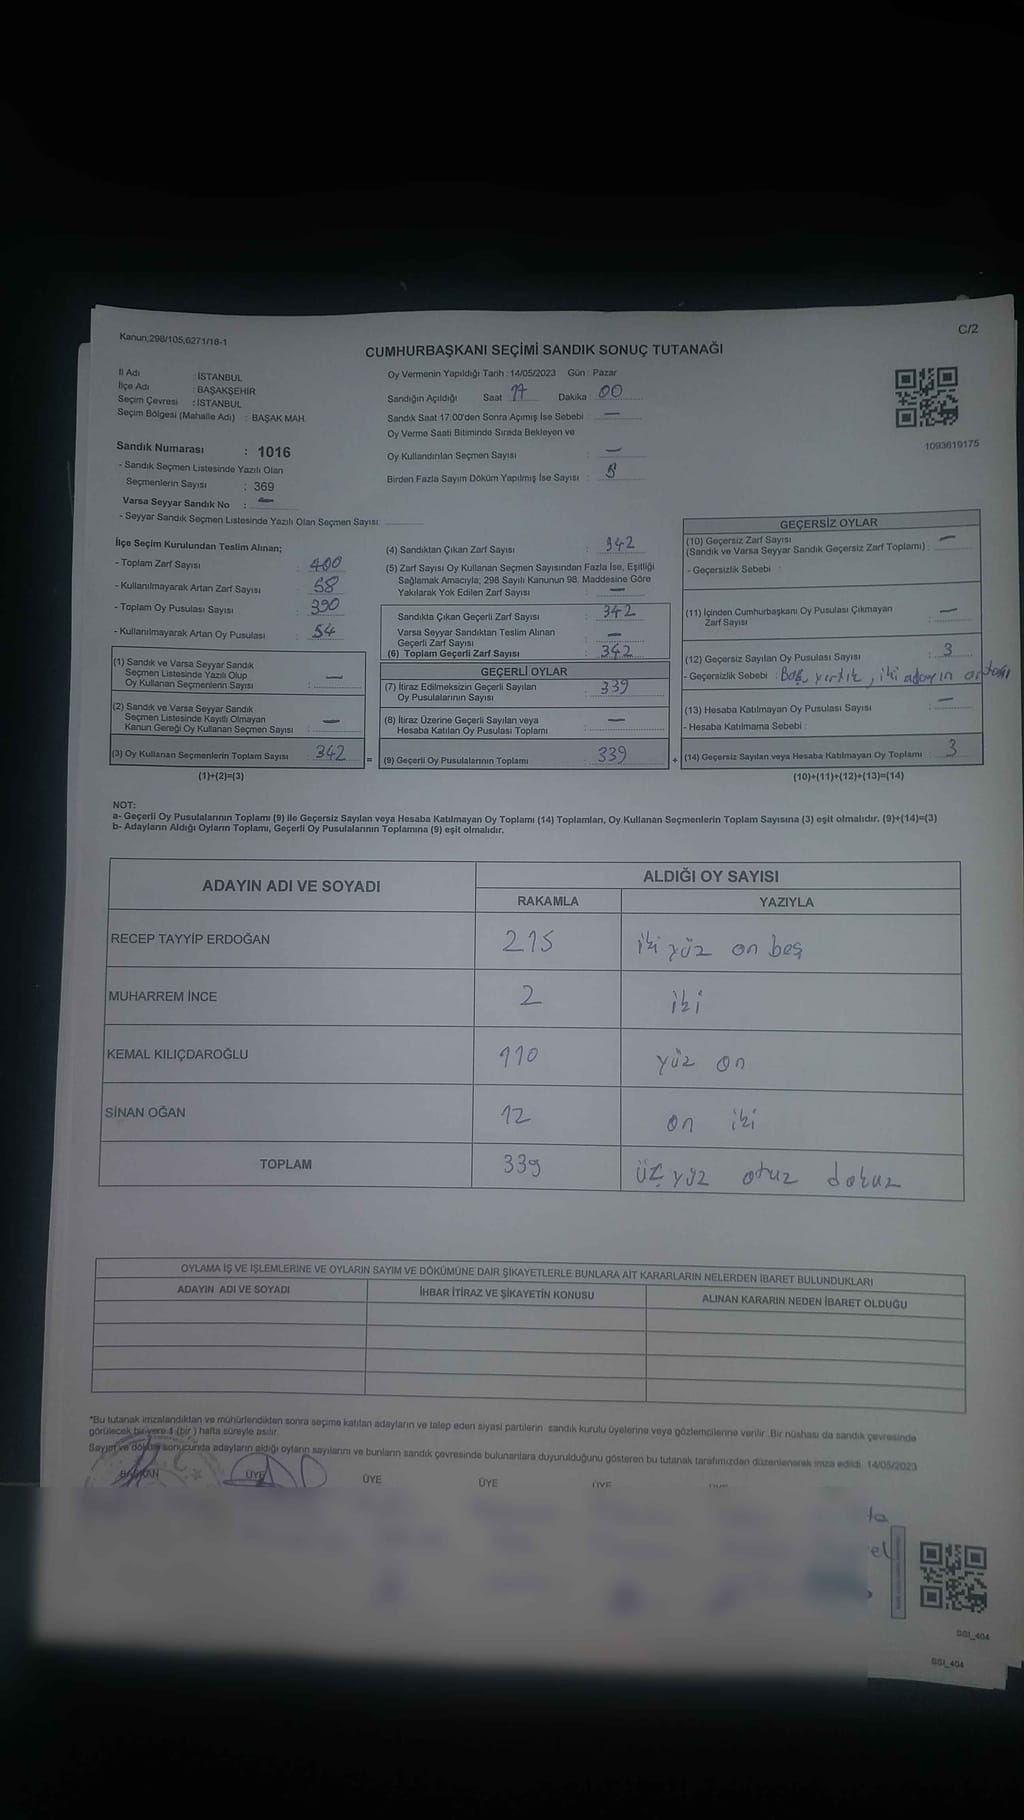 Kanun;298/105,6271/18-1
C/2
CUMHURBAŞKANI SEÇİMİ SANDIK SONUÇ TUTANAĞI
İl Adı : İSTANBUL
İlçe Adı : BAŞAKŞEHİR
Seçim Çevresi : İSTANBUL
Seçim Bölgesi (Mahalle Adı) : BAŞAK MAH.
Sandık Numarası : 1016
- Sandık Seçmen Listesinde Yazılı Olan
Seçmenlerin Sayısı : 369
Varsa Seyyar Sandık No : —
- Seyyar Sandık Seçmen Listesinde Yazılı Olan Seçmen Sayısı
Oy Vermenin Yapıldığı Tarih : 14/05/2023 Gün : Pazar
Sandığın Açıldığı Saat 17 Dakika : 00
Sandık Saat 17:00'den Sonra Açımış İse Sebebi : —
Oy Verme Saati Bitiminde Sırada Bekleyen ve
Oy Kullandırılan Seçmen Sayısı : —
Birden Fazla Sayım Döküm Yapılmış İse Sayısı :
1093619175
İlçe Seçim Kurulundan Teslim Alınan;
- Toplam Zarf Sayısı : 400
- Kullanılmayarak Artan Zarf Sayısı : 58
- Toplam Oy Pusulası Sayısı : 390
- Kullanılmayarak Artan Oy Pusulası : 54
(1) Sandık ve Varsa Seyyar Sandık
Seçmen Listesinde Yazılı Olup
Oy Kullanan Seçmenlerin Sayısı : —
(2) Sandık ve Varsa Seyyar Sandık
Seçmen Listesinde Kayıtlı Olmayan
Kanun Gereği Oy Kullanan Seçmen Sayısı : —
(3) Oy Kullanan Seçmenlerin Toplam Sayısı : 342
(1)+(2)=(3)
(4) Sandıktan Çıkan Zarf Sayısı : 342
(5) Zarf Sayısı Oy Kullanan Seçmen Sayısından Fazla İse, Eşitliği
Sağlamak Amacıyla; 298 Sayılı Kanunun 98. Maddesine Göre
Yakılarak Yok Edilen Zarf Sayısı : —
Sandıkta Çıkan Geçerli Zarf Sayısı : 342
Varsa Seyyar Sandıktan Teslim Alınan
Geçerli Zarf Sayısı : —
(6) Toplam Geçerli Zarf Sayısı : 342
GEÇERLİ OYLAR
(7) İtiraz Edilmeksizin Geçerli Sayılan
Oy Pusulalarının Sayısı : 339
(8) İtiraz Üzerine Geçerli Sayılan veya
Hesaba Katılan Oy Pusulası Toplamı : —
= (9) Geçerli Oy Pusulalarının Toplamı : 339
GEÇERSİZ OYLAR
(10) Geçersiz Zarf Sayısı
(Sandık ve Varsa Seyyar Sandık Geçersiz Zarf Toplamı) : —
- Geçersizlik Sebebi :
(11) İçinden Cumhurbaşkanı Oy Pusulası Çıkmayan
Zarf Sayısı : —
(12) Geçersiz Sayılan Oy Pusulası Sayısı : 3
- Geçersizlik Sebebi : Boş, yırtık, iki adayın ortası
(13) Hesaba Katılmayan Oy Pusulası Sayısı : —
- Hesaba Katılmama Sebebi :
+ (14) Geçersiz Sayılan veya Hesaba Katılmayan Oy Toplamı : 3
(10)+(11)+(12)+(13)=(14)
NOT:
a- Geçerli Oy Pusulalarının Toplamı (9) ile Geçersiz Sayılan veya Hesaba Katılmayan Oy Toplamı (14) Toplamları, Oy Kullanan Seçmenlerin Toplam Sayısına (3) eşit olmalıdır. (9)+(14)=(3)
b- Adayların Aldığı Oyların Toplamı, Geçerli Oy Pusulalarının Toplamına (9) eşit olmalıdır.
ADAYIN ADI VE SOYADI
ALDIĞI OY SAYISI
RAKAMLA YAZIYLA
RECEP TAYYİP ERDOĞAN 215 iki yüz on beş
MUHARREM İNCE 2 iki
KEMAL KILIÇDAROĞLU 110 yüz on
SİNAN OĞAN 12 on iki
TOPLAM 339 üç yüz otuz dokuz
OYLAMA İŞ VE İŞLEMLERİNE VE OYLARIN SAYIM VE DÖKÜMÜNE DAİR ŞİKAYETLERLE BUNLARA AİT KARARLARIN NELERDEN İBARET BULUNDUKLARI
ADAYIN ADI VE SOYADI İHBAR İTİRAZ VE ŞİKAYETİN KONUSU ALINAN KARARIN NEDEN İBARET OLDUĞU
*Bu tutanak imzalandıktan ve mühürlendikten sonra seçime katılan adayların ve talep eden siyasi partilerin sandık kurulu üyelerine veya gözlemcilerine verilir. Bir nüshası da sandık çevresinde
görülecek bir yere 1 (bir ) hafta süreyle asılır.
Sayım ve döküm sonucunda adayların aldığı oyların sayılarını ve bunların sandık çevresinde bulunanlara duyurulduğunu gösteren bu tutanak tarafımızdan düzenlenerek imza edildi. 14/05/2023
BAŞKAN ÜYE ÜYE ÜYE ÜYE
SGI_404
SGI_404